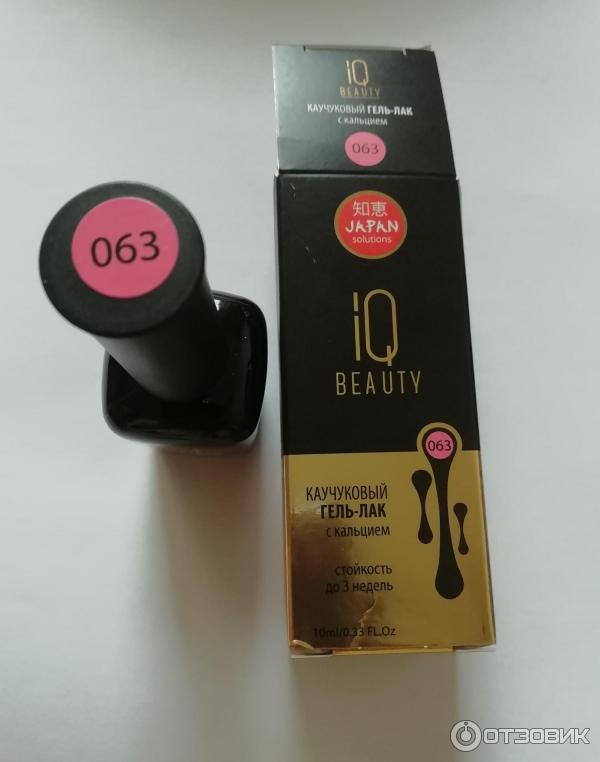 063
iQ
BEAUTY
КАУЧУКОВЫЙ ГЕЛЬ-ЛАК
с кальцием
063
知恵
JAPAN
solutions
iQ
BEAUTY
063
КАУЧУКОВЫЙ
ГЕЛЬ-ЛАК
с кальцием
стойкость
до 3 недель
10ml/0.33 FL.Oz
ОТЗОВИК